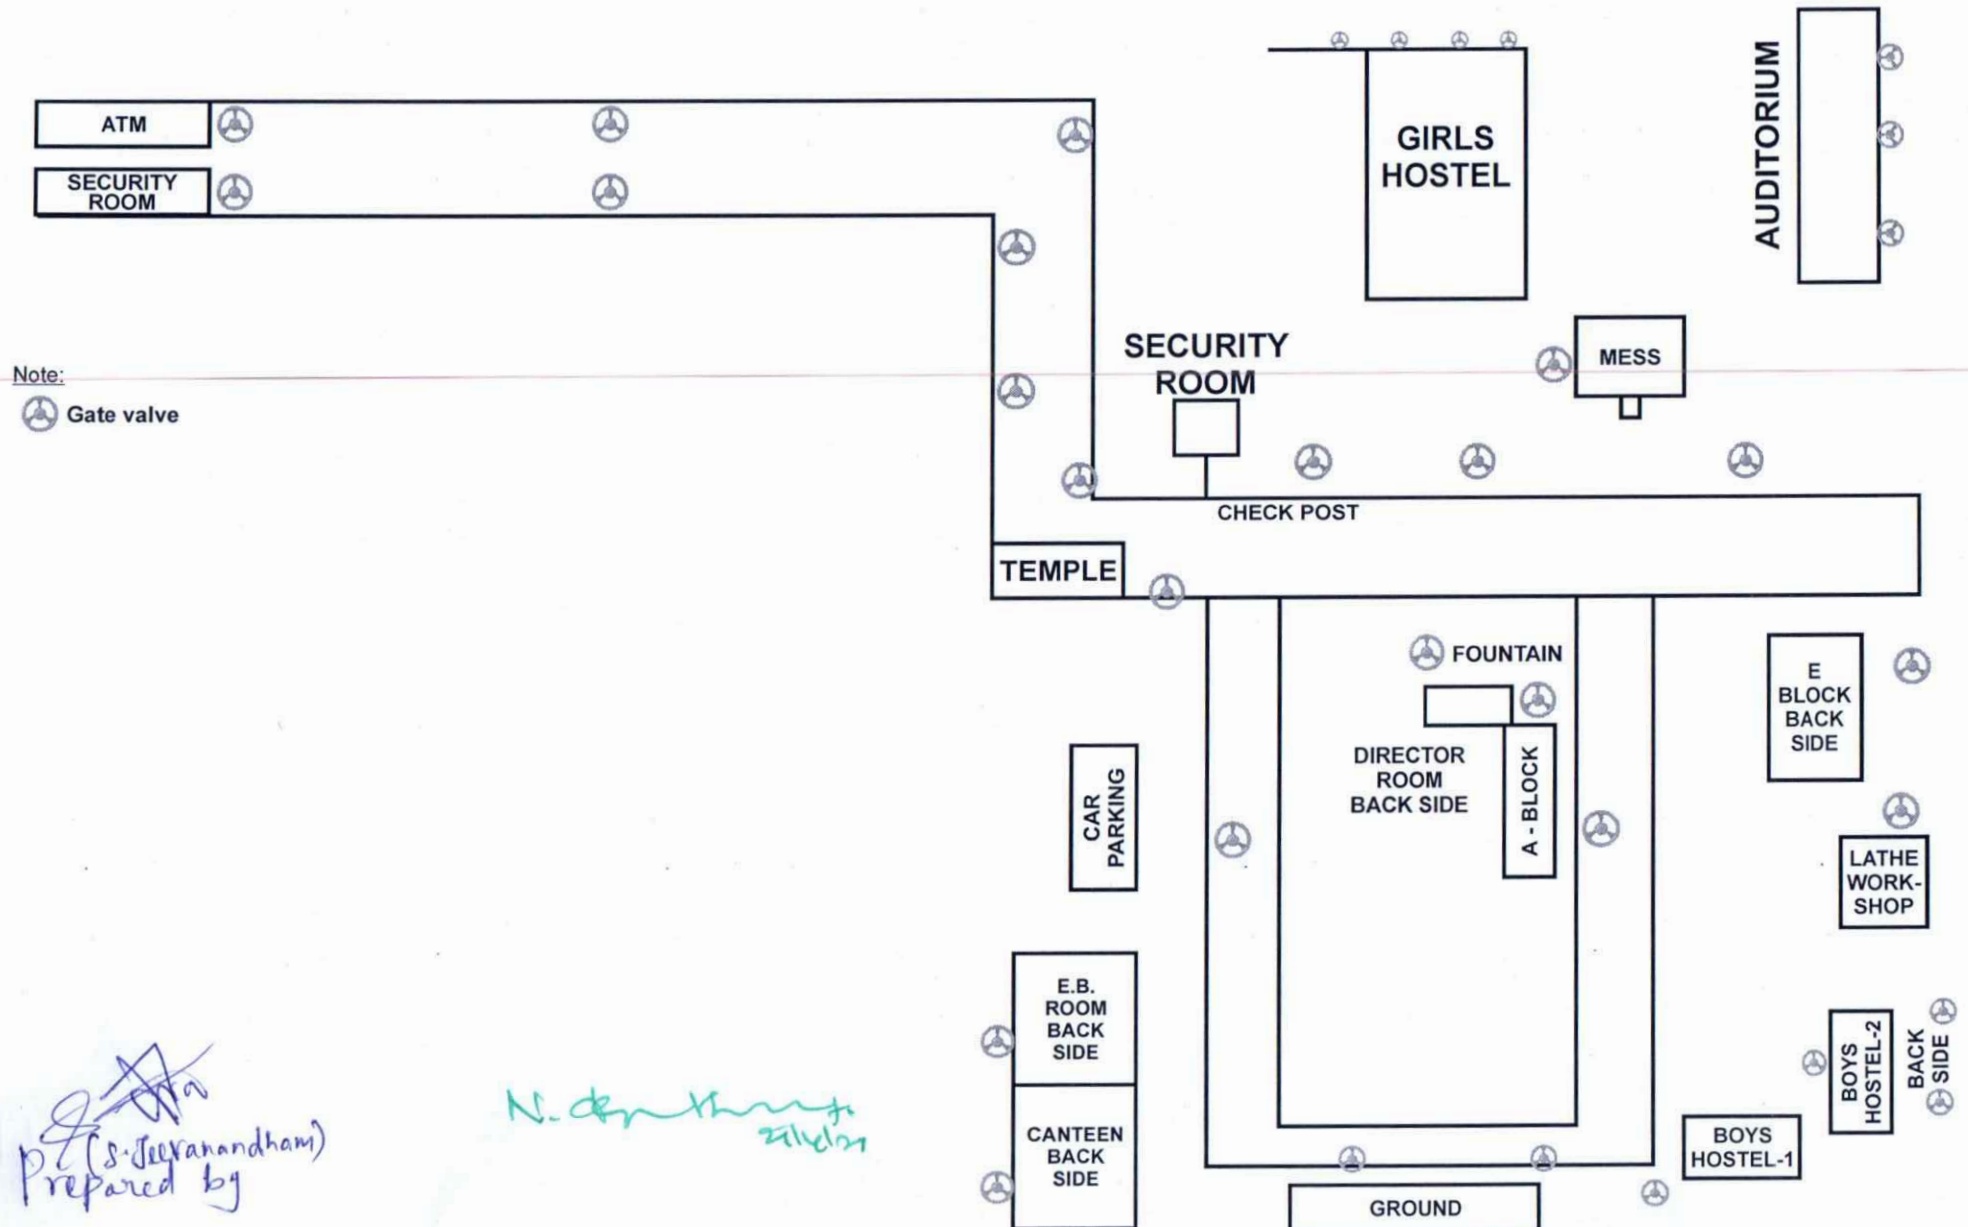 ATM
SECURITY
ROOM
GIRLS
HOSTEL
AUDITORIUM
Note:
Gate valve
SECURITY
ROOM
MESS
CHECK POST
TEMPLE
FOUNTAIN
E
BLOCK
BACK
SIDE
DIRECTOR
ROOM
BACK SIDE
A - BLOCK
CAR
PARKING
LATHE
WORK-
SHOP
E.B.
ROOM
BACK
SIDE
BOYS
HOSTEL-2
BACK
SIDE
CANTEEN
BACK
SIDE
BOYS
HOSTEL-1
GROUND
(S. Jeevanandham)
Prepared by